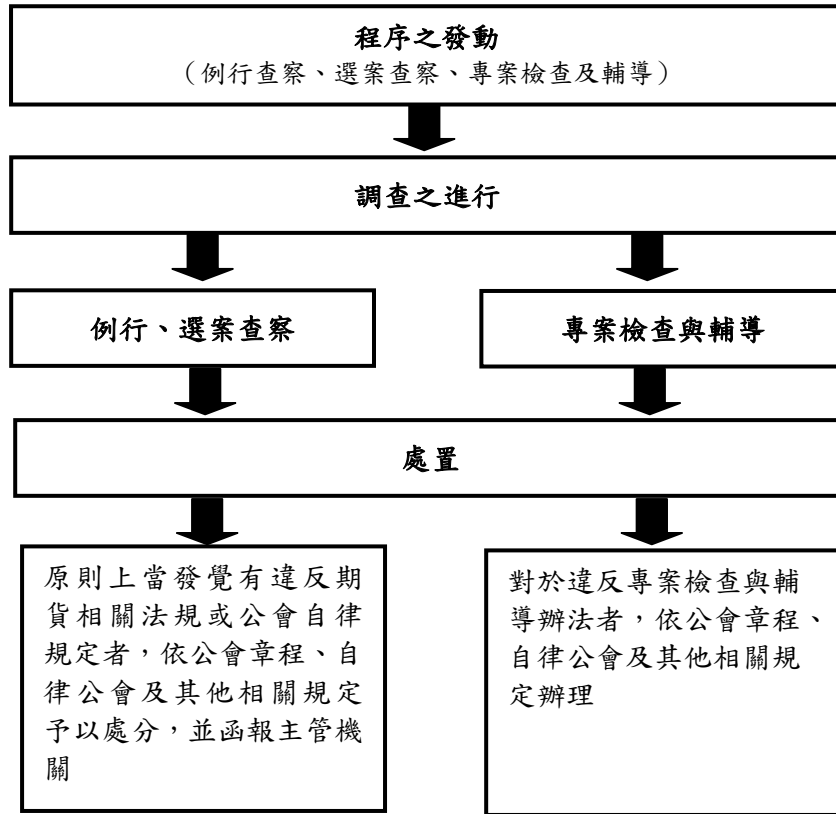 程序之發動
（例行查察、選案查察、專案檢查及輔導）
調查之進行
例行、選案查察
專案檢查與輔導
處置
原則上當發覺有違反期
貨相關法規或公會自律
規定者，依公會章程、自
律公會及其他相關規定
予以處分，並函報主管機
關
對於違反專案檢查與輔
導辦法者，依公會章程、
自律公會及其他相關規
定辦理